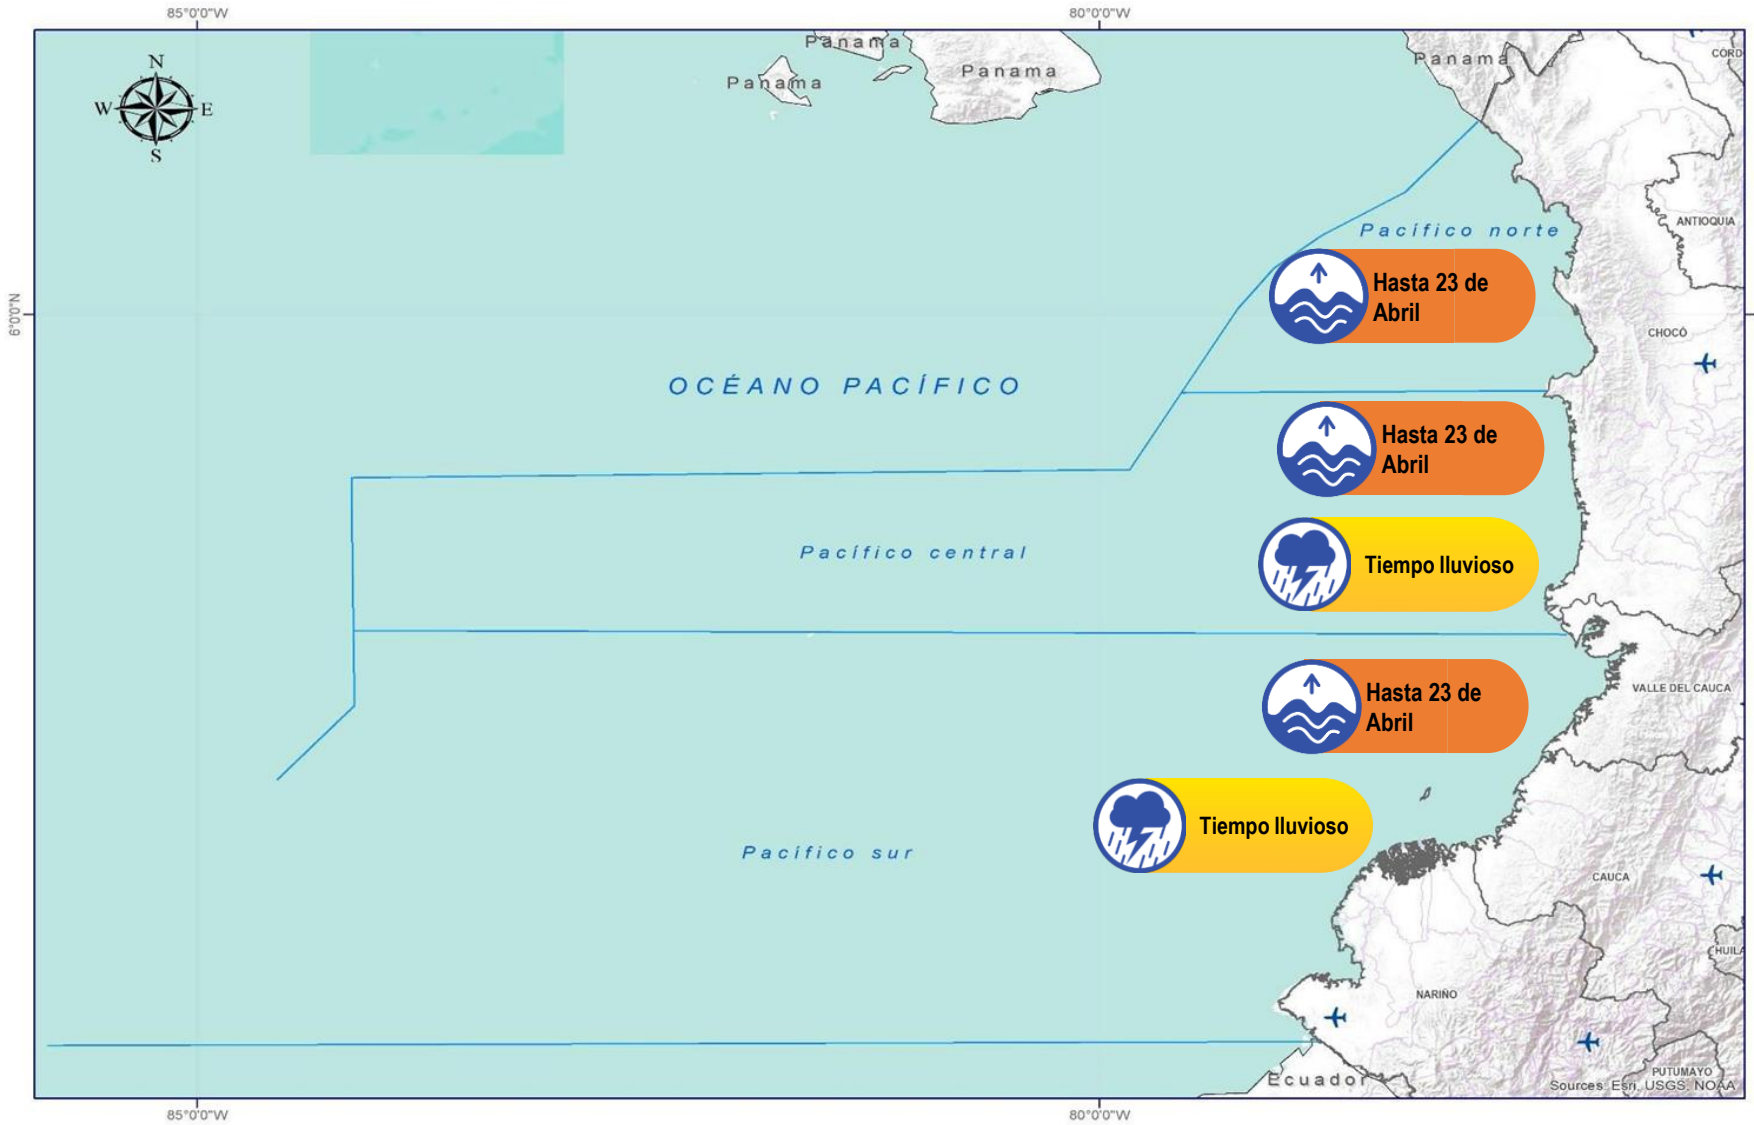 85°0'0"W
80°0'0"W
N
W
E
S
Panama
Panama
Panama
Panama
CORD
ANTIOQUIA
Pacífico norte
6°0'0"N
Hasta 23 de
Abril
CHOCÓ
OCÉANO PACÍFICO
Hasta 23 de
Abril
Pacífico central
Tiempo lluvioso
VALLE DEL CAUCA
Hasta 23 de
Abril
Tiempo lluvioso
Pacífico sur
CAUCA
HUILA
NARIÑO
PUTUMAYO
Ecuador
Sources: Esri, USGS, NOAA
85°0'0"W
80°0'0"W